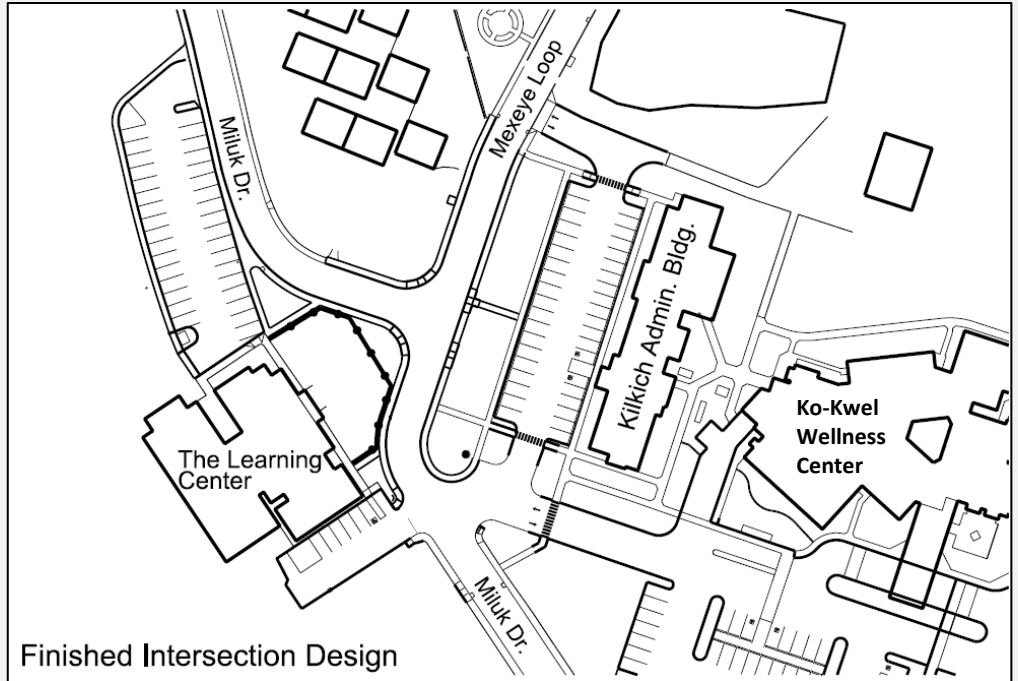 Mexeye Loop
Miluk Dr.
Kilkich Admin. Bldg.
Ko-Kwel
Wellness
Center
The Learning
Center
Miluk Dr.
Finished Intersection Design